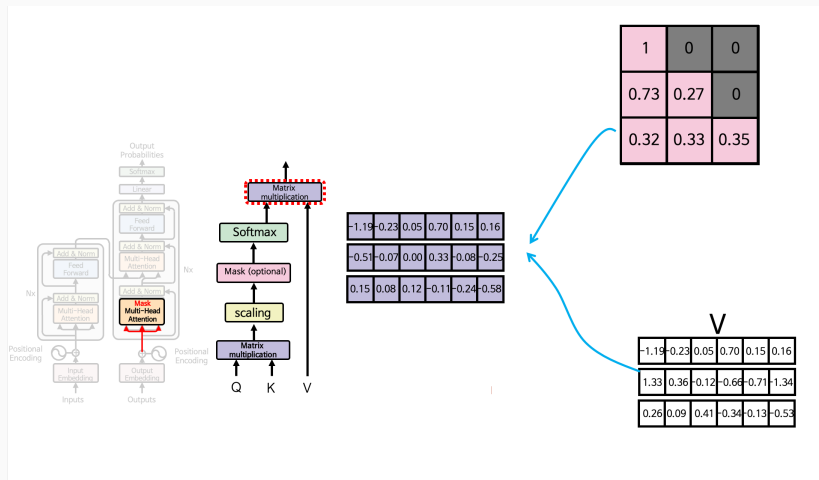 Output
Probabilities
Softmax
Linear
Add & Norm
Feed
Forward
Add & Norm
Multi-Head
Attention
Nx
Add & Norm
Mask
Multi-Head
Attention
Add & Norm
Feed
Forward
Nx
Add & Norm
Multi-Head
Attention
Positional
Encoding
Positional
Encoding
Input
Embedding
Output
Embedding
Inputs
Outputs
Matrix
multiplication
Softmax
Mask (optional)
scaling
Matrix
multiplication
Q K V
-1.19 -0.23 0.05 0.70 0.15 0.16
-0.51 -0.07 0.00 0.33 -0.08 -0.25
0.15 0.08 0.12 -0.11 -0.24 -0.58
1 0 0
0.73 0.27 0
0.32 0.33 0.35
V
-1.19 -0.23 0.05 0.70 0.15 0.16
1.33 0.36 -0.12 -0.66 -0.71 -1.34
0.26 0.09 0.41 -0.34 -0.13 -0.53